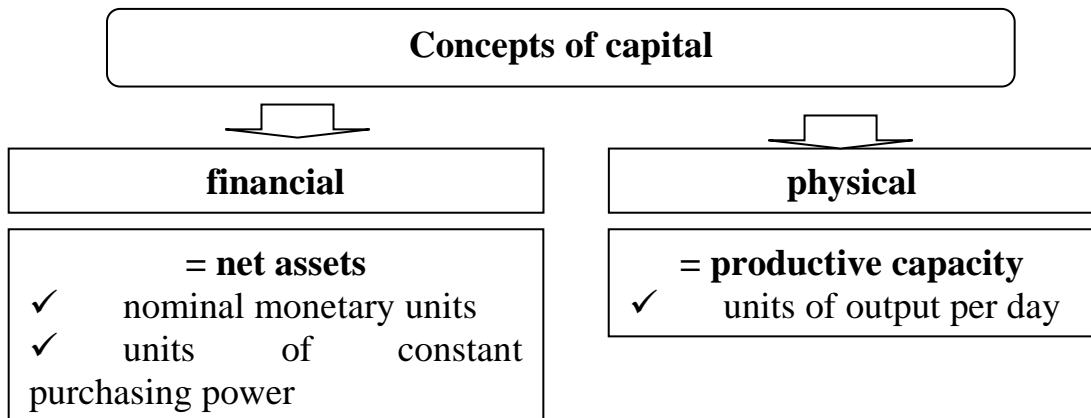 Concepts of capital
financial
physical
= net assets
✓ nominal monetary units
✓ units of constant
purchasing power
= productive capacity
✓ units of output per day